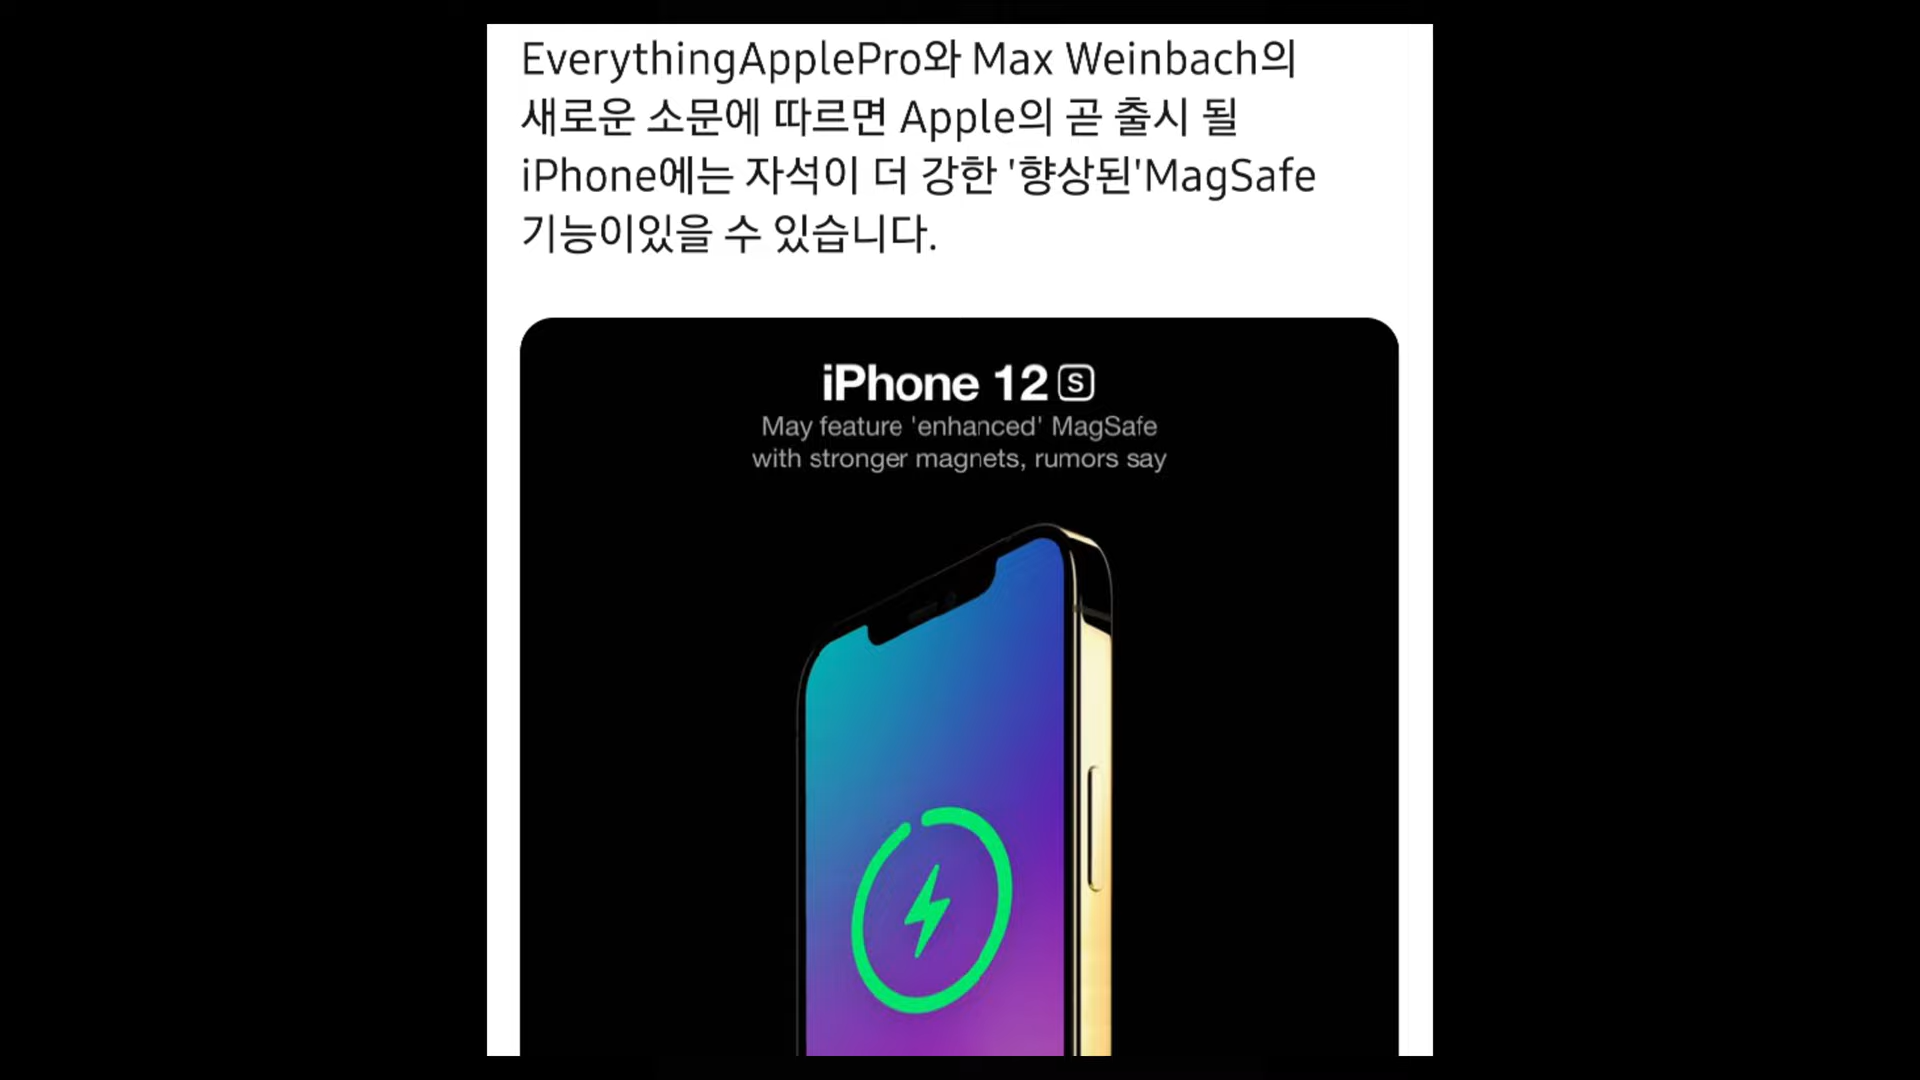 EverythingApplePro와 Max Weinbach의
새로운 소문에 따르면 Apple의 곧 출시 될
iPhone에는 자석이 더 강한 '향상된'MagSafe
기능이있을 수 있습니다.
iPhone 12 S
May feature 'enhanced' MagSafe
with stronger magnets, rumors say